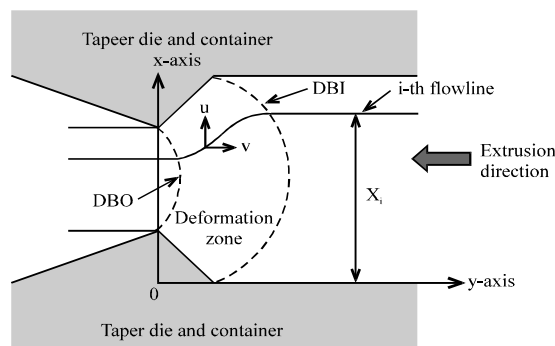 Tapeer die and container
x-axis
DBI
i-th flowline
u
v
Extrusion
direction
DBO
X_i
Deformation
zone
0
y-axis
Taper die and container